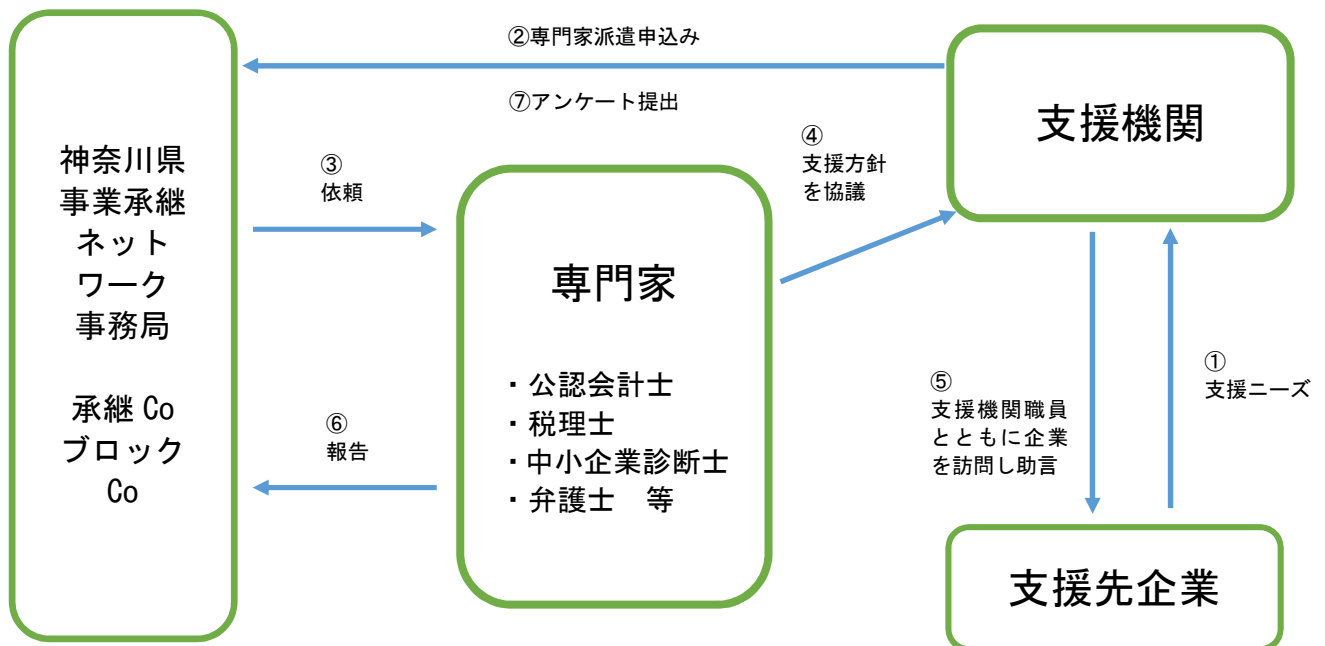 神奈川県
事業承継
ネット
ワーク
事務局
承継 Co
ブロック
Co
②専門家派遣申込み
⑦アンケート提出
③
依頼
⑥
報告
専門家
・公認会計士
・税理士
・中小企業診断士
・弁護士　等
④
支援方針
を協議
支援機関
⑤
支援機関職員
とともに企業
を訪問し助言
①
支援ニーズ
支援先企業